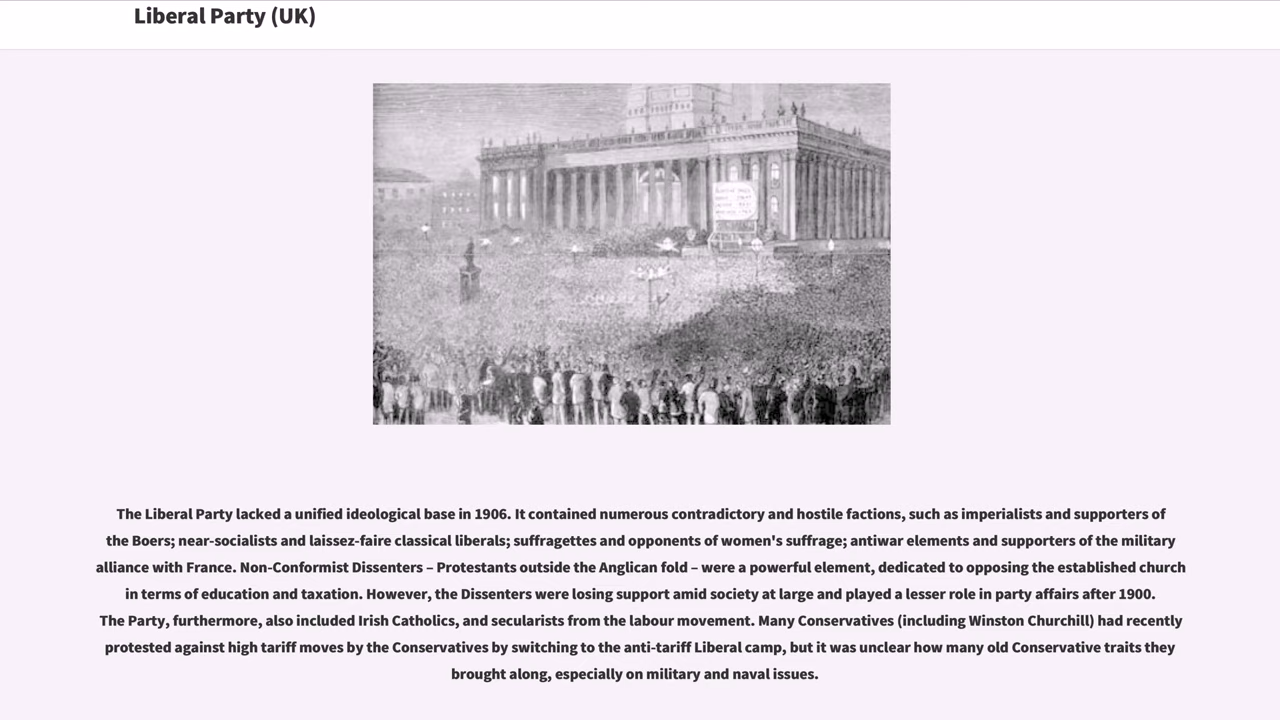 Liberal Party (UK)
The Liberal Party lacked a unified ideological base in 1906. It contained numerous contradictory and hostile factions, such as imperialists and supporters of
the Boers; near-socialists and laissez-faire classical liberals; suffragettes and opponents of women's suffrage; antiwar elements and supporters of the military
alliance with France. Non-Conformist Dissenters – Protestants outside the Anglican fold – were a powerful element, dedicated to opposing the established church
in terms of education and taxation. However, the Dissenters were losing support amid society at large and played a lesser role in party affairs after 1900.
The Party, furthermore, also included Irish Catholics, and secularists from the labour movement. Many Conservatives (including Winston Churchill) had recently
protested against high tariff moves by the Conservatives by switching to the anti-tariff Liberal camp, but it was unclear how many old Conservative traits they
brought along, especially on military and naval issues.